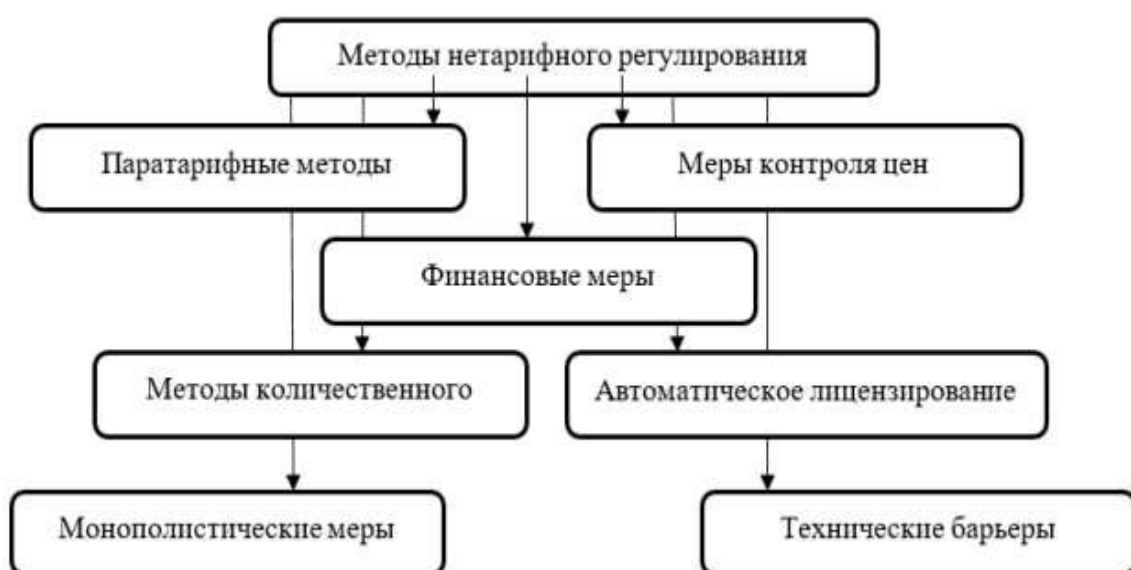 Методы нетарифного регулирования
Паратарифные методы
Меры контроля цен
Финансовые меры
Методы количественного
Автоматическое лицензирование
Монополистические меры
Технические барьеры